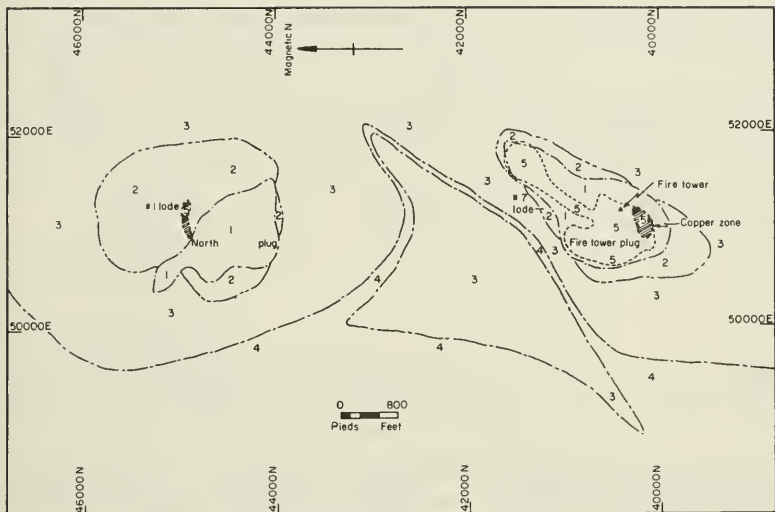 46000N 44000N 42000N 40000N
Magnetic N
52000E 3 3 2 3 52000E
2 2 5 2 3 Fire tower
#1 lode 3 #7 1 5
3 2 1 2 lode 2 1 5 5 Copper zone
North plug Fire tower plug
4 3 5 2 3
1 2 4 3 3
3 3
50000E 50000E
4 4 4
0 800 3
Pieds Feet
46000N 44000N 42000N 40000N